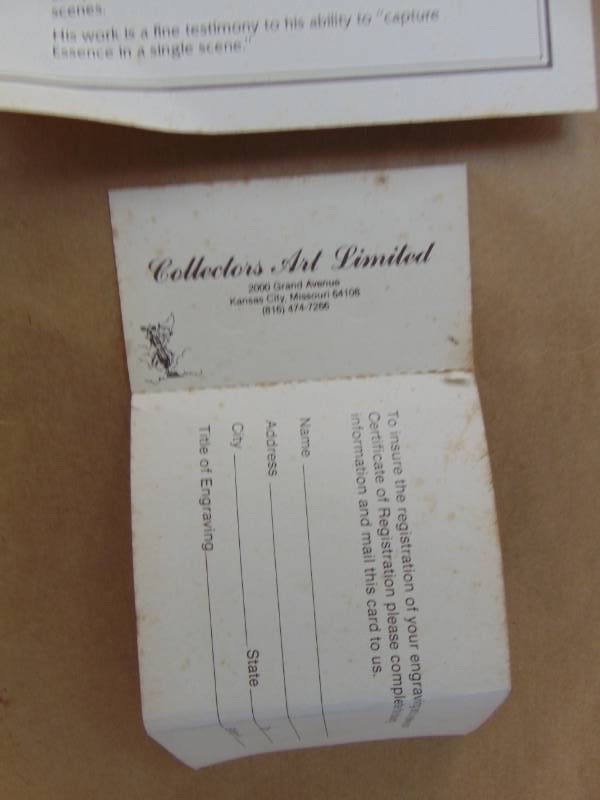 scenes.
His work is a fine testimony to his ability to "capture
Essence in a single scene."
Collectors Art Limited
2000 Grand Avenue
Kansas City, Missouri 64108
(816) 474-7266
To insure the registration of your engraving
Certificate of Registration please complete
information and mail this card to us.
Name
Address
City State
Title of Engraving